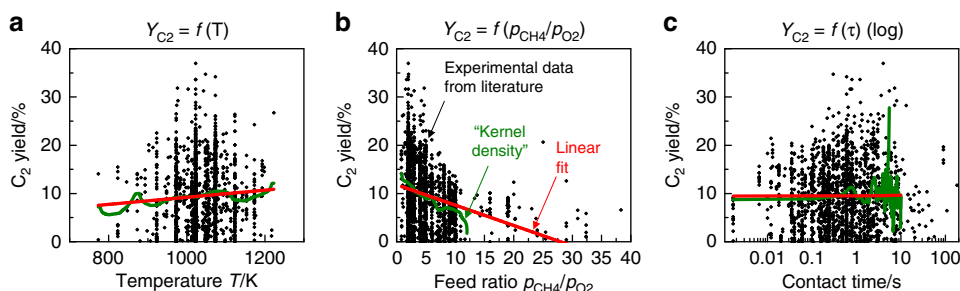 a
Y_C2 = f (T)
C2 yield/%
40
30
20
10
0
800
1000
1200
Temperature T/K
b
Y_C2 = f (p_CH4/p_O2)
C2 yield/%
40
30
20
10
0
Experimental data
from literature
“Kernel
density”
Linear
fit
0
5
10
15
20
25
30
35
40
Feed ratio p_CH4/p_O2
c
Y_C2 = f (τ) (log)
C2 yield/%
40
30
20
10
0
0.01
0.1
1
10
100
Contact time/s